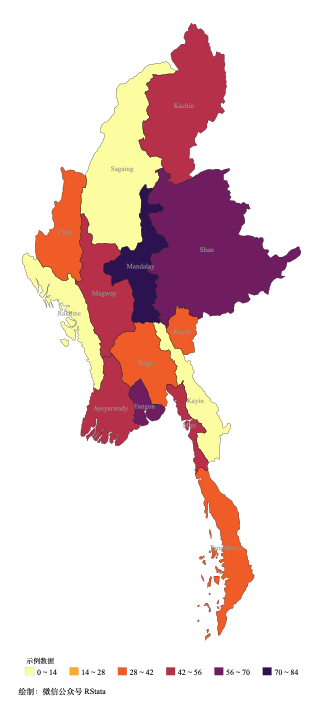 Kachin
Sagaing
Chin
Shan
Mandalay
Magway
Rakhine
Kayah
Bago
Ayeyarwady
Yangon
Kayin
Mon
Tanintharyi
示例数据
0 ~ 14
14 ~ 28
28 ~ 42
42 ~ 56
56 ~ 70
70 ~ 84
绘制：微信公众号 RStata